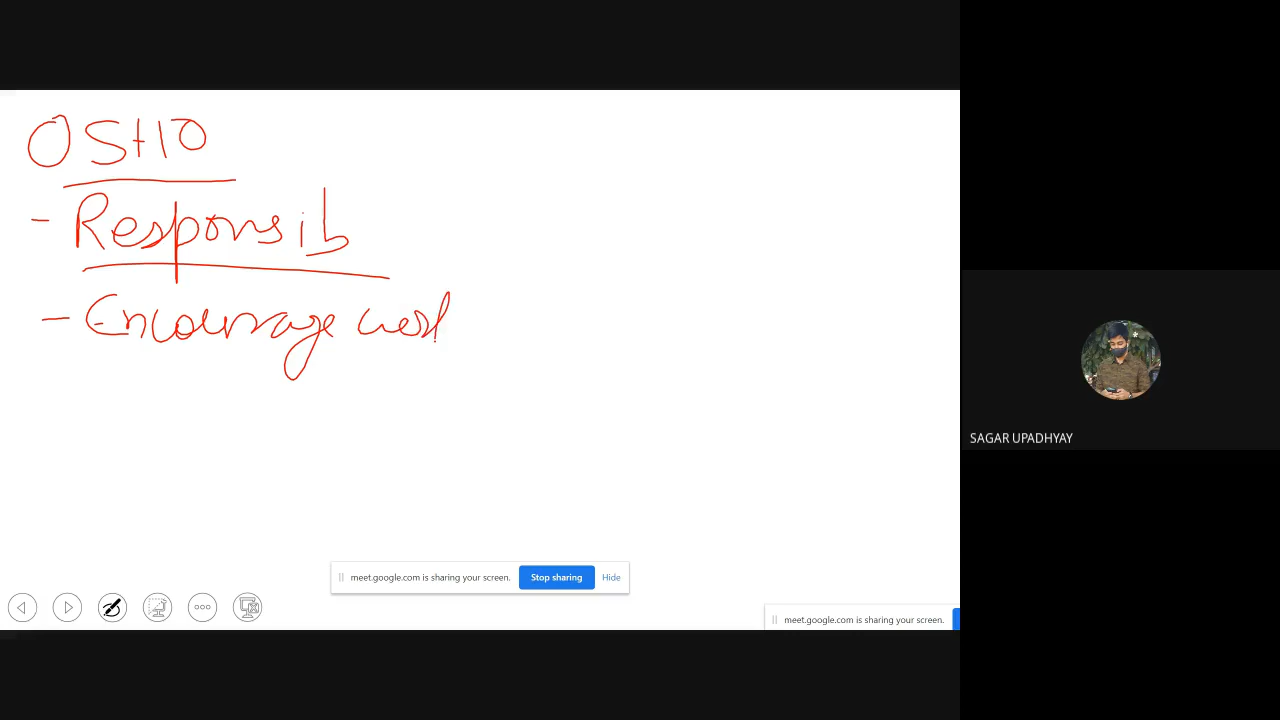 OSHO
- Responsib
- Encourage
SAGAR UPADHYAY
meet.google.com is sharing your screen. Stop sharing Hide
meet.google.com is sharing your screen.